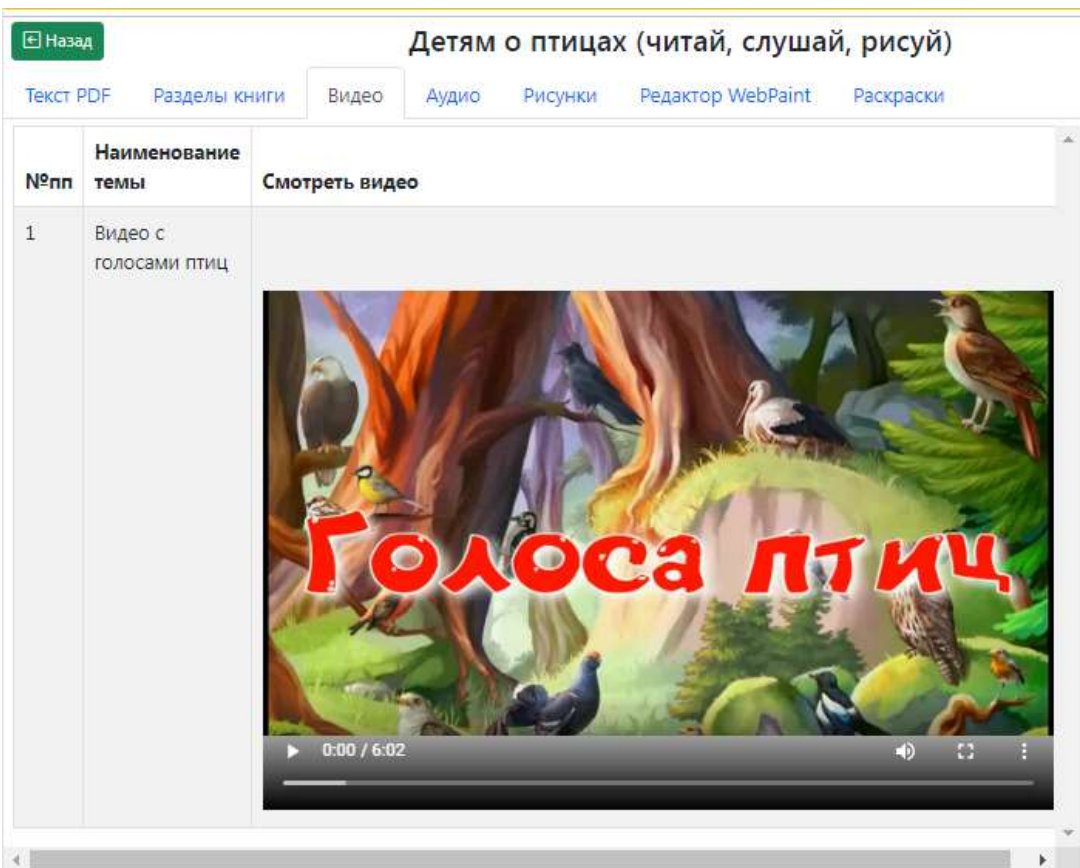 Назад
Детям о птицах (читай, слушай, рисуй)
Текст PDF Разделы книги Видео Аудио Рисунки Редактор WebPaint Раскраски
№пп Наименование темы Смотреть видео
1 Видео с
голосами птиц
Голоса птиц
0:00 / 6:02